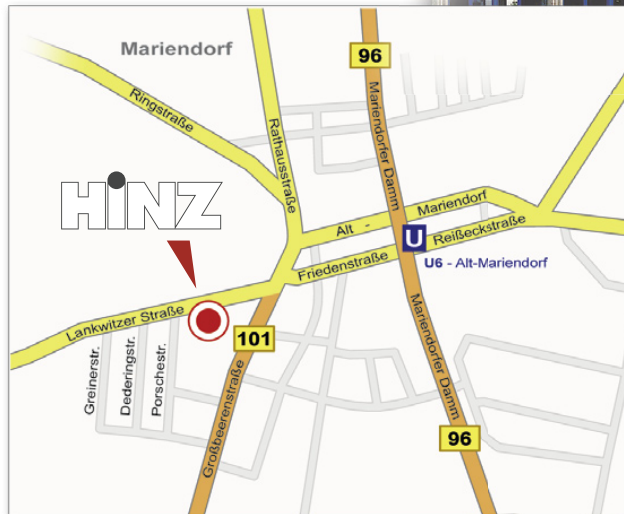 Mariendorf
96
Ringstraße
Rathausstraße
Mariendorfer Damm
HiNZ
Alt - Mariendorf
U
Reißeckstraße
Friedenstraße
U6 - Alt-Mariendorf
Lankwitzer Straße
101
Greinerstr.
Dederingstr.
Porschestr.
Großbeerenstraße
Mariendorfer Damm
96